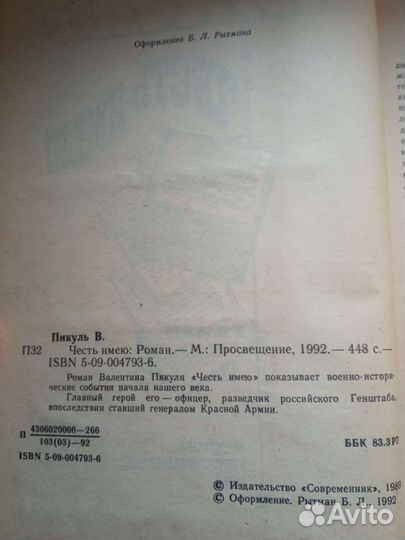 Оформление Б. Л. Рытмана
Пикуль В.
П32 Честь имею: Роман.— М.: Просвещение, 1992.— 448 с.—
ISBN 5-09-004793-6.
Роман Валентина Пикуля «Честь имею» показывает военно-истори-
ческие события начала нашего века.
Главный герой его — офицер, разведчик российского Генштаба,
впоследствии ставший генералом Красной Армии.
П 4306020000—266
103(03)—92
ББК 83.3Р7
ISBN 5-09-004793-6
© Издательство «Современник», 1989
© Оформление. Рытман Б. Л., 1992
Avito